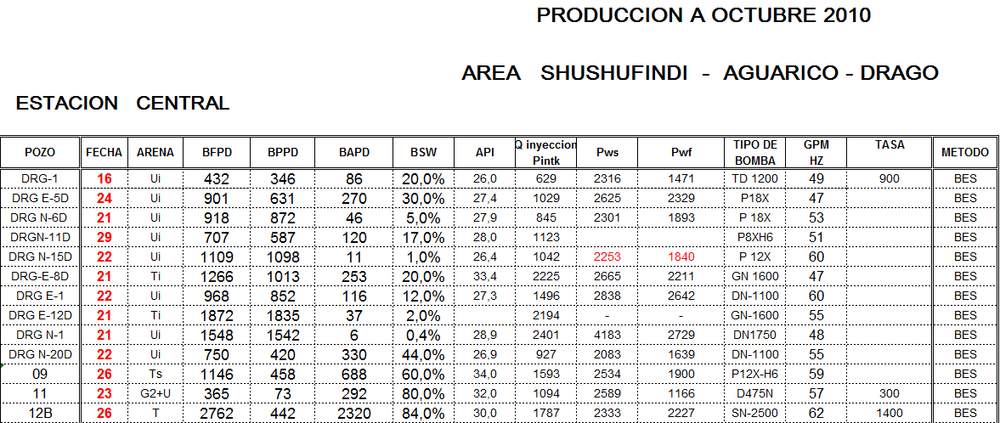 PRODUCCION A OCTUBRE 2010
AREA SHUSHUFINDI - AGUARICO - DRAGO
ESTACION CENTRAL
POZO FECHA ARENA BFPD BPPD BAPD BSW API Q inyeccion Pintk Pws Pwf TIPO DE BOMBA GPM HZ TASA METODO
DRG-1 16 Ui 432 346 86 20,0% 26,0 629 2316 1471 TD 1200 49 900 BES
DRG E-5D 24 Ui 901 631 270 30,0% 27,4 1029 2625 2329 P18X 47 BES
DRG N-6D 21 Ui 918 872 46 5,0% 27,9 845 2301 1893 P 18X 53 BES
DRGN-11D 29 Ui 707 587 120 17,0% 28,0 1123 P8XH6 51 BES
DRG N-15D 22 Ui 1109 1098 11 1,0% 26,4 1042 2253 1840 P 12X 60 BES
DRG-E-8D 21 Ti 1266 1013 253 20,0% 33,4 2225 2665 2211 GN 1600 47 BES
DRG E-1 22 Ui 968 852 116 12,0% 27,3 1496 2838 2642 DN-1100 60 BES
DRG E-12D 21 Ti 1872 1835 37 2,0% 2194 - - GN-1600 55 BES
DRG N-1 21 Ui 1548 1542 6 0,4% 28,9 2401 4183 2729 DN1750 48 BES
DRG N-20D 22 Ui 750 420 330 44,0% 26,9 927 2083 1639 DN-1100 55 BES
09 26 Ts 1146 458 688 60,0% 34,0 1593 2534 1900 P12X-H6 59 BES
11 23 G2+U 365 73 292 80,0% 32,0 1094 2589 1166 D475N 57 300 BES
12B 26 T 2762 442 2320 84,0% 30,0 1787 2333 2227 SN-2500 62 1400 BES